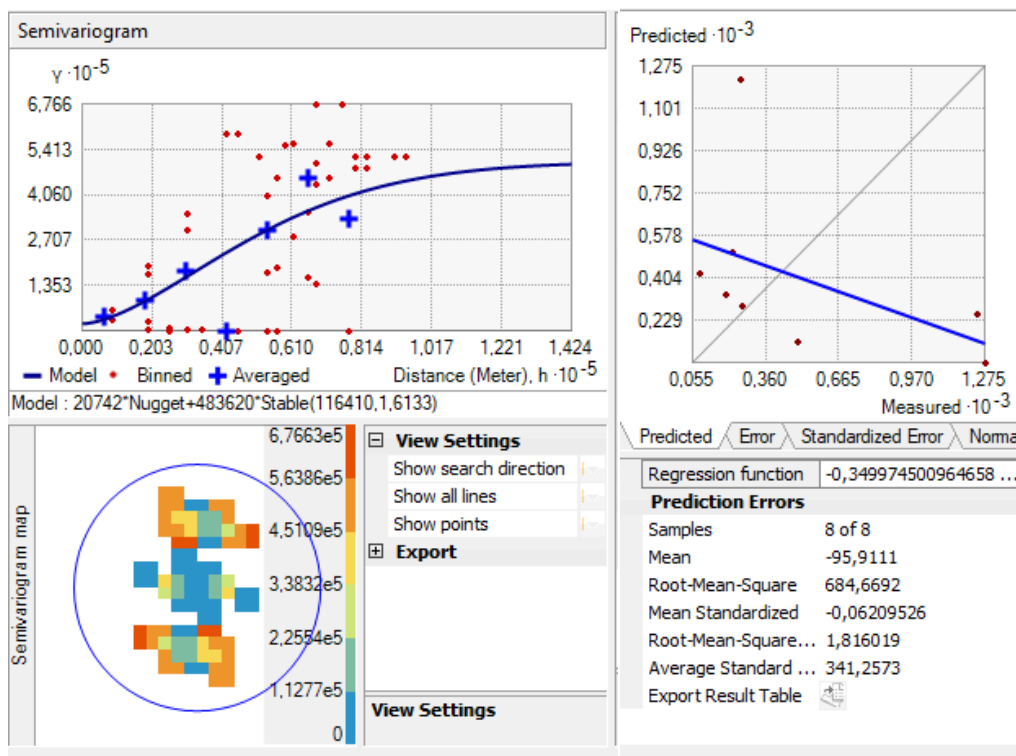 Semivariogram
γ ·10-5
6,766
5,413
4,060
2,707
1,353
0,000 0,203 0,407 0,610 0,814 1,017 1,221 1,424
Model Binned Averaged Distance (Meter), h ·10-5
Model : 20742*Nugget+483620*Stable(116410,1,6133)
Semivariogram map
6,7663e5
5,6386e5
4,5109e5
3,3832e5
2,2554e5
1,1277e5
0
View Settings
Show search direction
Show all lines
Show points
Export
View Settings
Predicted ·10-3
1,275
1,101
0,926
0,752
0,578
0,404
0,229
0,055 0,360 0,665 0,970 1,275
Measured ·10-3
Predicted Error Standardized Error Norma
Regression function -0,349974500964658 ...
Prediction Errors
Samples 8 of 8
Mean -95,9111
Root-Mean-Square 684,6692
Mean Standardized -0,06209526
Root-Mean-Square... 1,816019
Average Standard ... 341,2573
Export Result Table